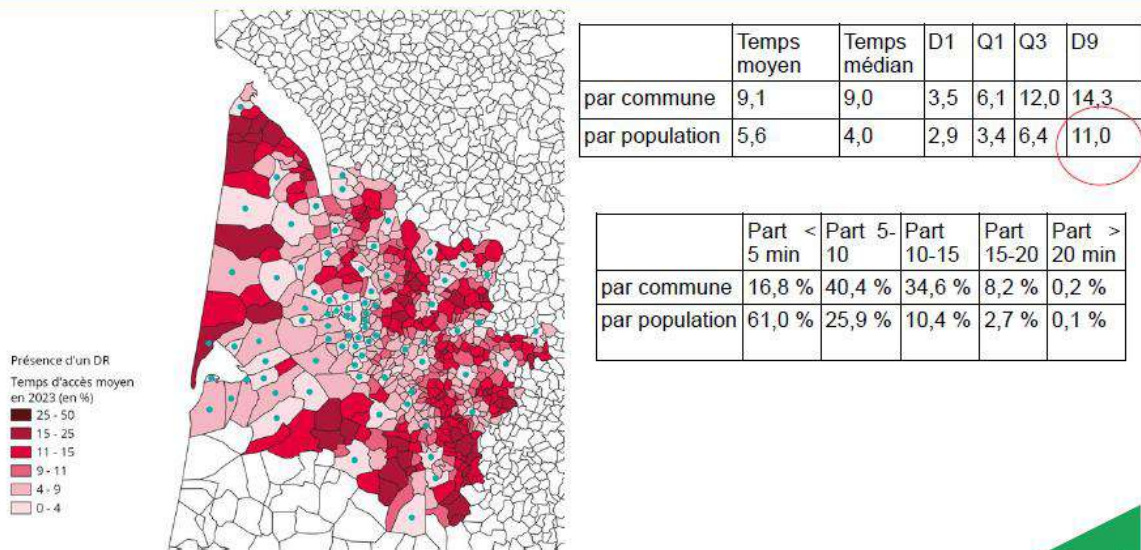 Temps moyen Temps médian D1 Q1 Q3 D9
par commune 9,1 9,0 3,5 6,1 12,0 14,3
par population 5,6 4,0 2,9 3,4 6,4 11,0
Part < 5 min Part 5-10 Part 10-15 Part 15-20 Part > 20 min
par commune 16,8 % 40,4 % 34,6 % 8,2 % 0,2 %
par population 61,0 % 25,9 % 10,4 % 2,7 % 0,1 %
Présence d'un DR
Temps d'accès moyen
en 2023 (en %)
25 - 50
15 - 25
11 - 15
9 - 11
4 - 9
0 - 4